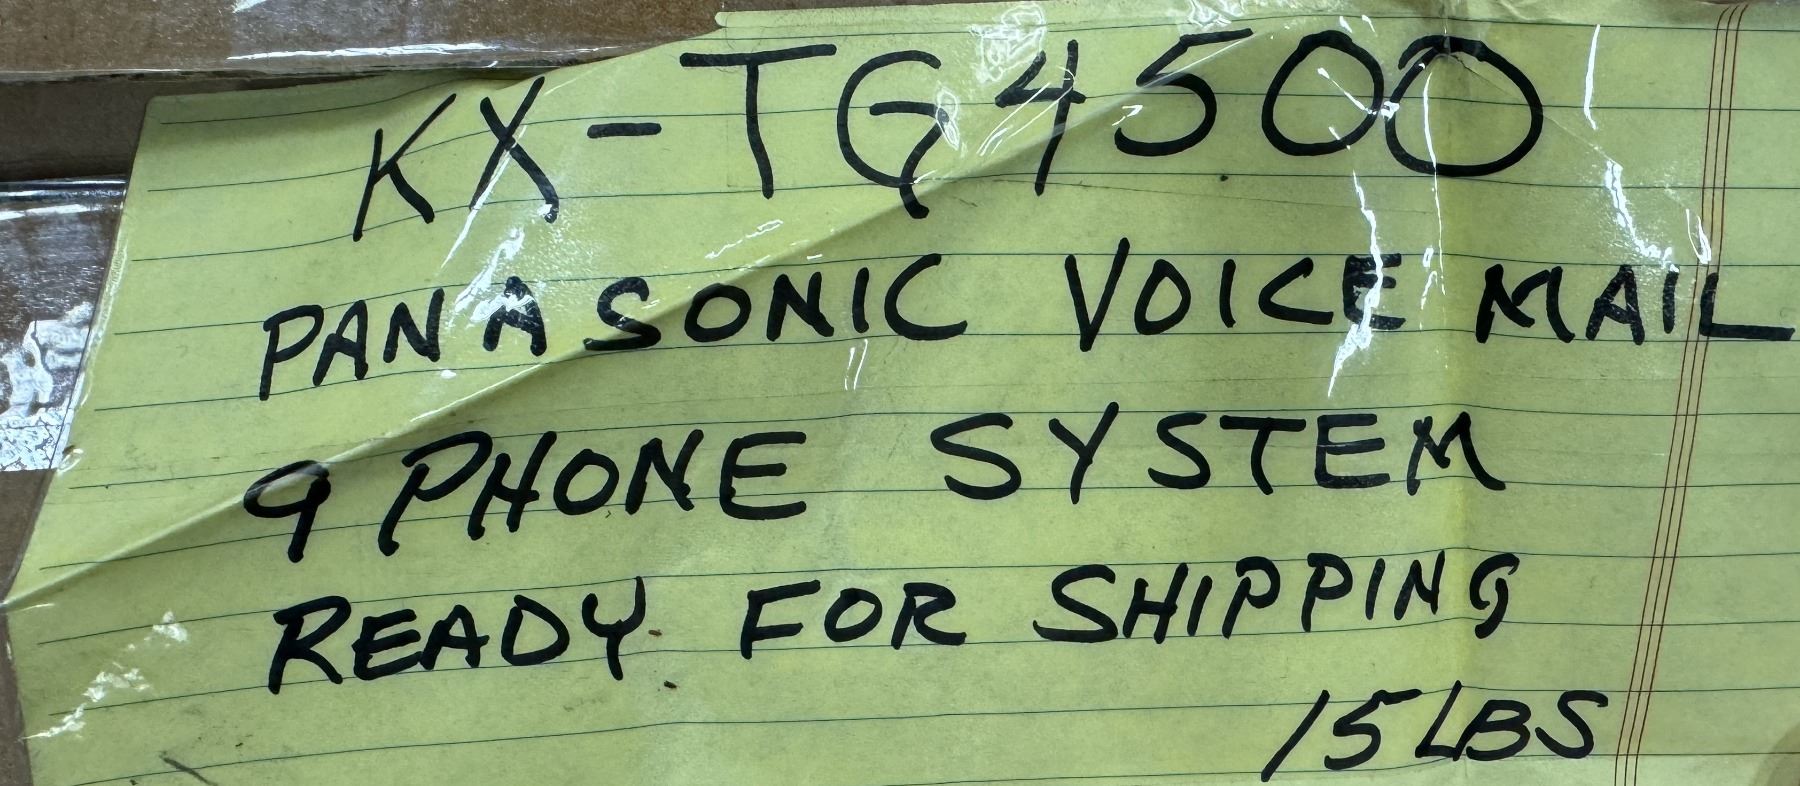 KX-TG4500
PANASONIC VOICE MAIL
9 PHONE SYSTEM
READY FOR SHIPPING
15 LBS